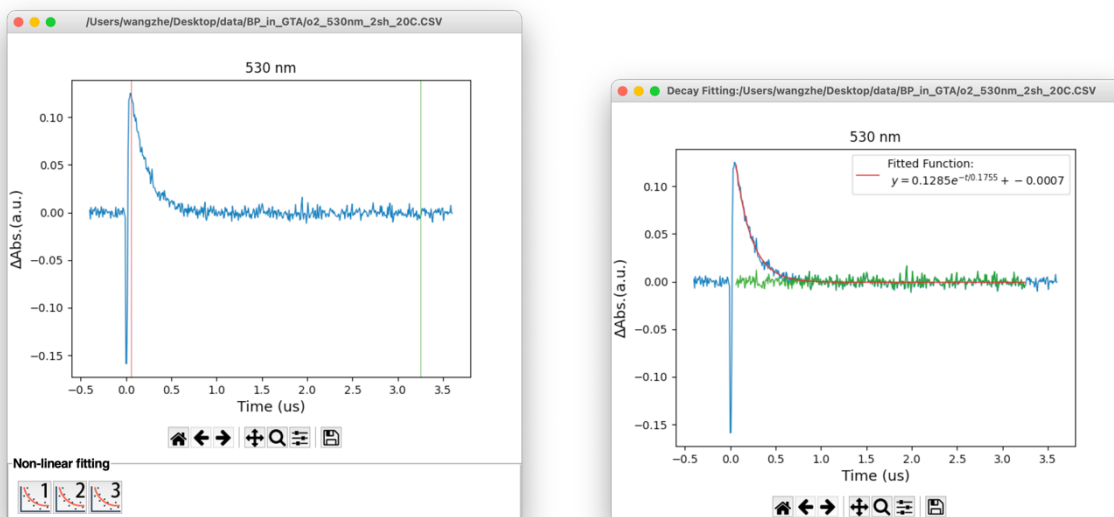 /Users/wangzhe/Desktop/data/BP_in_GTA/o2_530nm_2sh_20C.CSV
530 nm
0.10
0.05
0.00
−0.05
−0.10
−0.15
ΔAbs.(a.u.)
−0.5 0.0 0.5 1.0 1.5 2.0 2.5 3.0 3.5
Time (us)
Non-linear fitting
1 2 3
Decay Fitting:/Users/wangzhe/Desktop/data/BP_in_GTA/o2_530nm_2sh_20C.CSV
530 nm
Fitted Function:
y = 0.1285e^{−t/0.1755} + − 0.0007
0.10
0.05
0.00
−0.05
−0.10
−0.15
ΔAbs.(a.u.)
−0.5 0.0 0.5 1.0 1.5 2.0 2.5 3.0 3.5
Time (us)